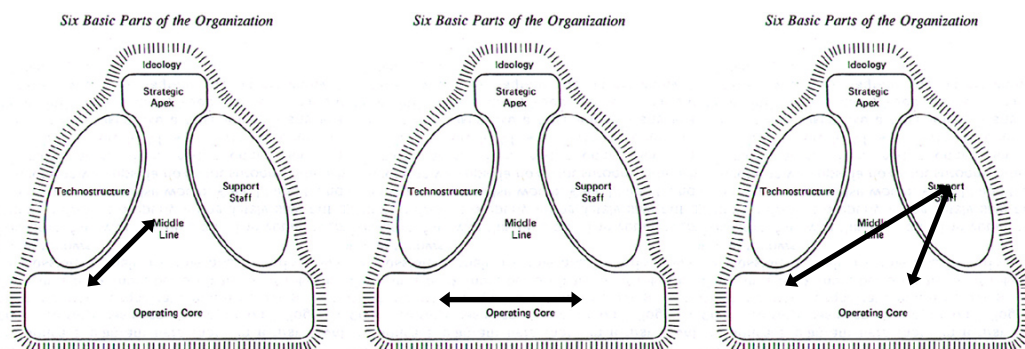 Six Basic Parts of the Organization
Ideology
Strategic
Apex
Technostructure
Support
Staff
Middle
Line
Operating Core
Six Basic Parts of the Organization
Ideology
Strategic
Apex
Technostructure
Support
Staff
Middle
Line
Operating Core
Six Basic Parts of the Organization
Ideology
Strategic
Apex
Technostructure
Support
Staff
Middle
Line
Operating Core